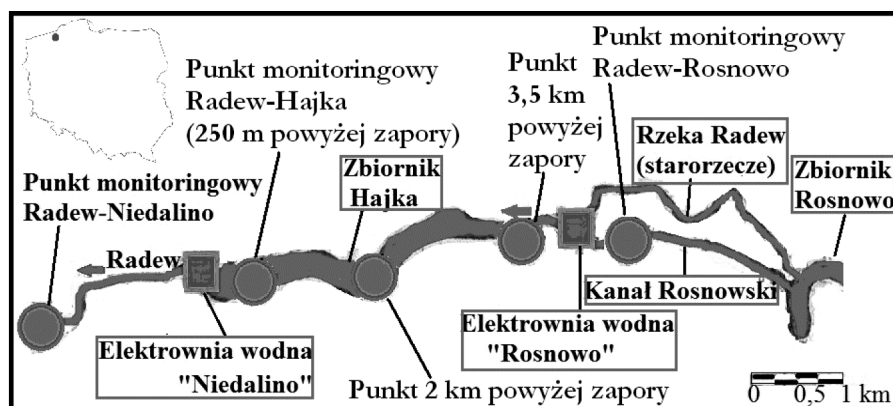 Punkt monitoringowy
Radew-Hajka
(250 m powyżej zapory)
Punkt
3,5 km
powyżej
zapory
Punkt monitoringowy
Radew-Rosnowo
Rzeka Radew
(starorzecze)
Zbiornik
Rosnowo
Punkt monitoringowy
Radew-Niedalino
Zbiornik
Hajka
Radew
Kanał Rosnowski
Elektrownia wodna
"Niedalino"
Elektrownia wodna
"Rosnowo"
Punkt 2 km powyżej zapory
0 0,5 1 km